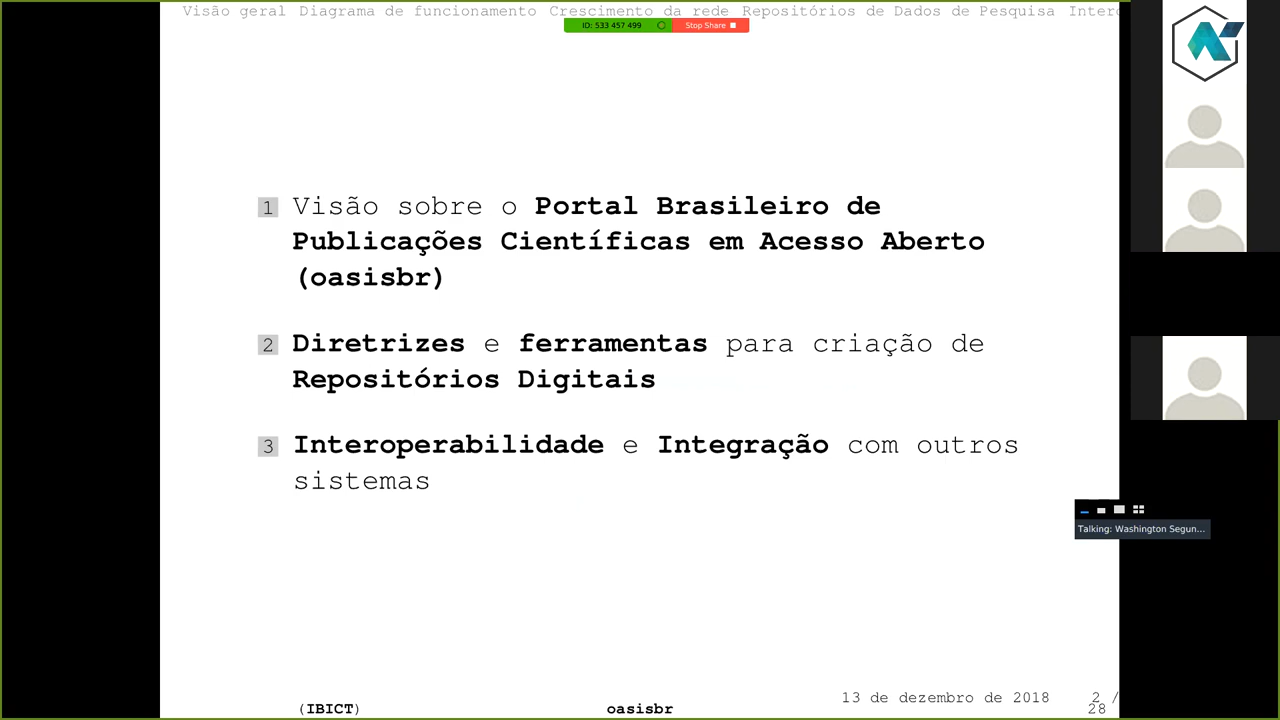 Visão geral Diagrama de funcionamento Crescimento da rede Repositórios de Dados de Pesquisa
ID: 533 457 499 Stop Share
1 Visão sobre o Portal Brasileiro de
Publicações Científicas em Acesso Aberto
(oasisbr)
2 Diretrizes e ferramentas para criação de
Repositórios Digitais
3 Interoperabilidade e Integração com outros
sistemas
Talking: Washington Segun...
(IBICT) oasisbr 13 de dezembro de 2018 2 /
28